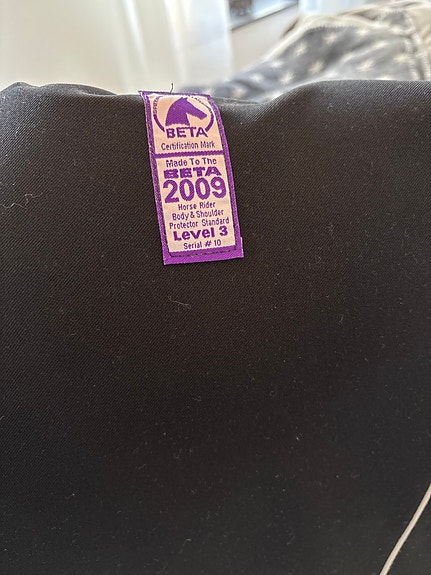 BETA
Certification Mark
Made To The
BETA
2009
Horse Rider
Body & Shoulder
Protector Standard
Level 3
Serial # 10